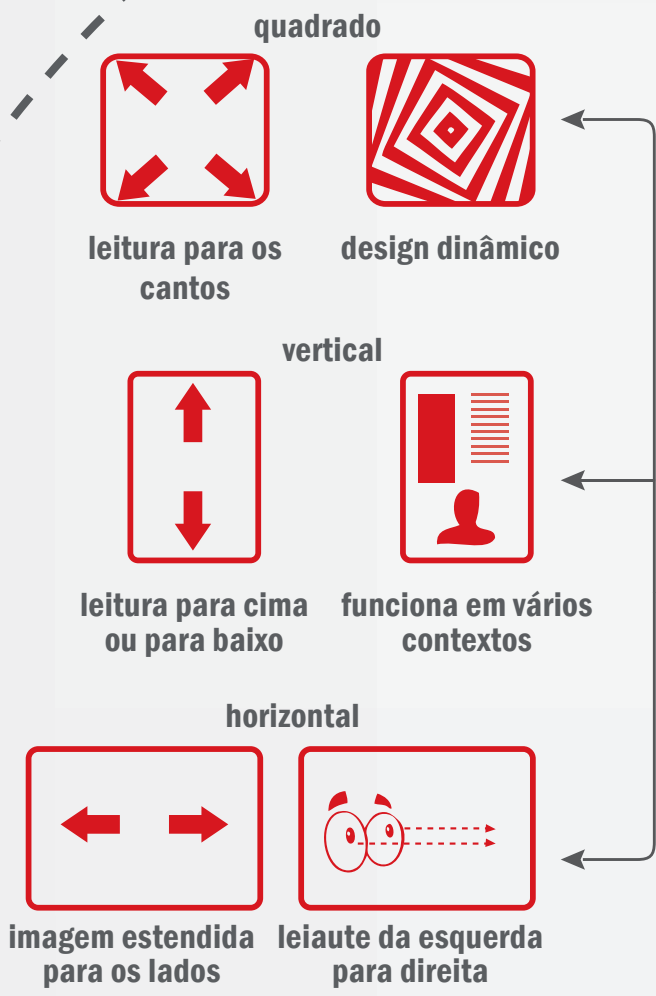 quadrado
leitura para os
cantos
design dinâmico
vertical
leitura para cima
ou para baixo
funciona em vários
contextos
horizontal
imagem estendida
para os lados
leiaute da esquerda
para direita